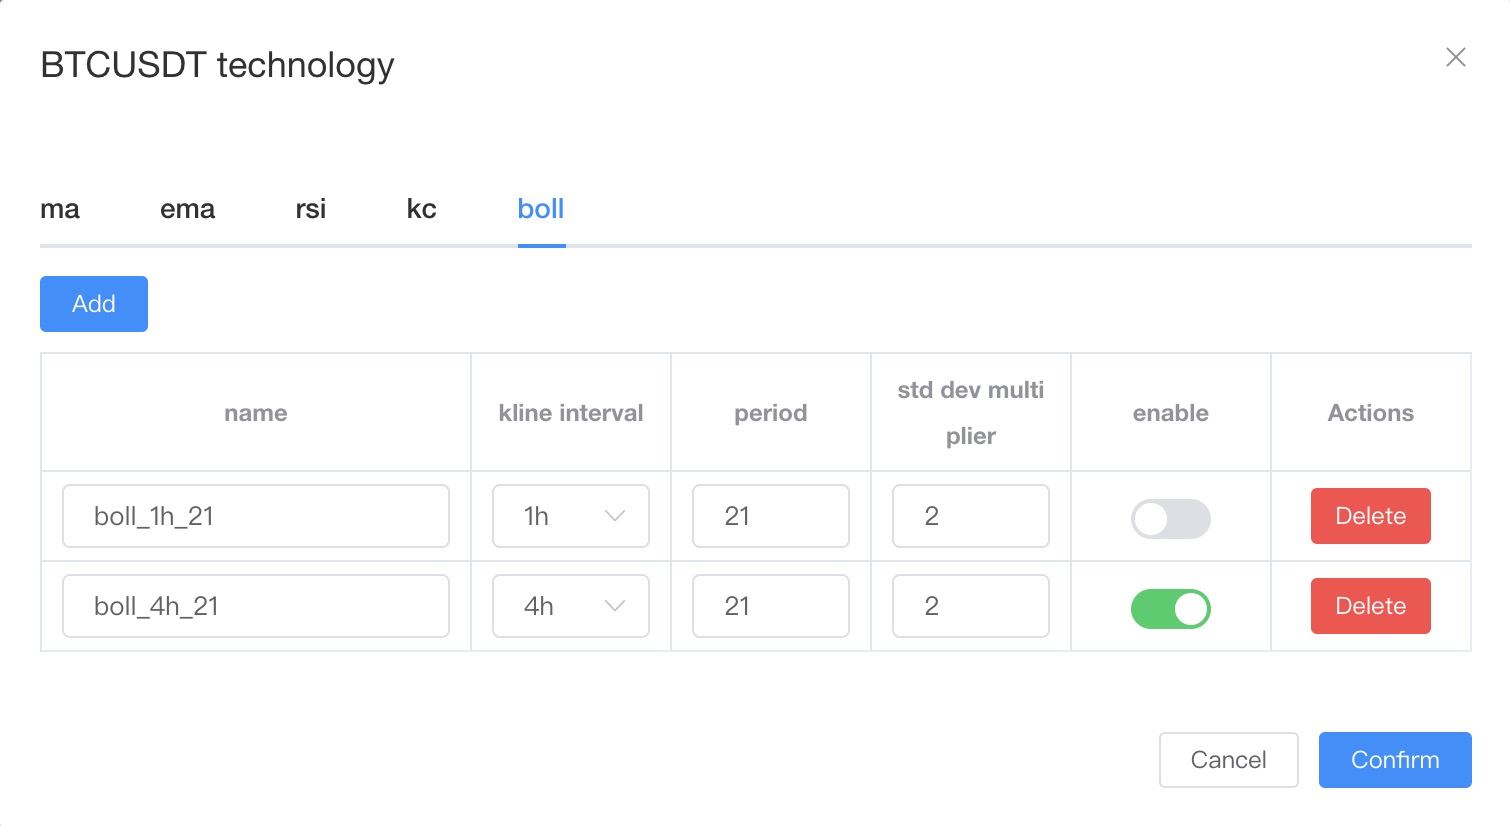 BTCUSDT technology
ma ema rsi kc boll
Add
name kline interval period std dev multi
plier enable Actions
boll_1h_21 1h 21 2 Delete
boll_4h_21 4h 21 2 Delete
Cancel Confirm